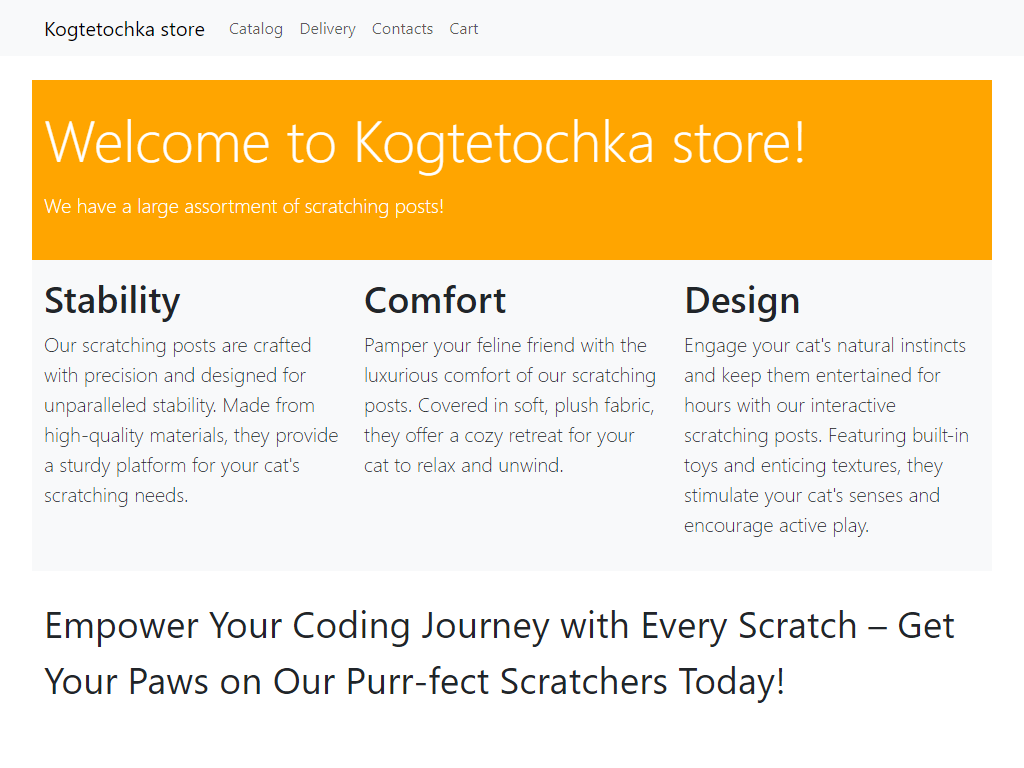 Kogtetochka store Catalog Delivery Contacts Cart
Welcome to Kogtetochka store!
We have a large assortment of scratching posts!
Stability
Our scratching posts are crafted
with precision and designed for
unparalleled stability. Made from
high-quality materials, they provide
a sturdy platform for your cat's
scratching needs.
Comfort
Pamper your feline friend with the
luxurious comfort of our scratching
posts. Covered in soft, plush fabric,
they offer a cozy retreat for your
cat to relax and unwind.
Design
Engage your cat's natural instincts
and keep them entertained for
hours with our interactive
scratching posts. Featuring built-in
toys and enticing textures, they
stimulate your cat's senses and
encourage active play.
Empower Your Coding Journey with Every Scratch – Get
Your Paws on Our Purr-fect Scratchers Today!